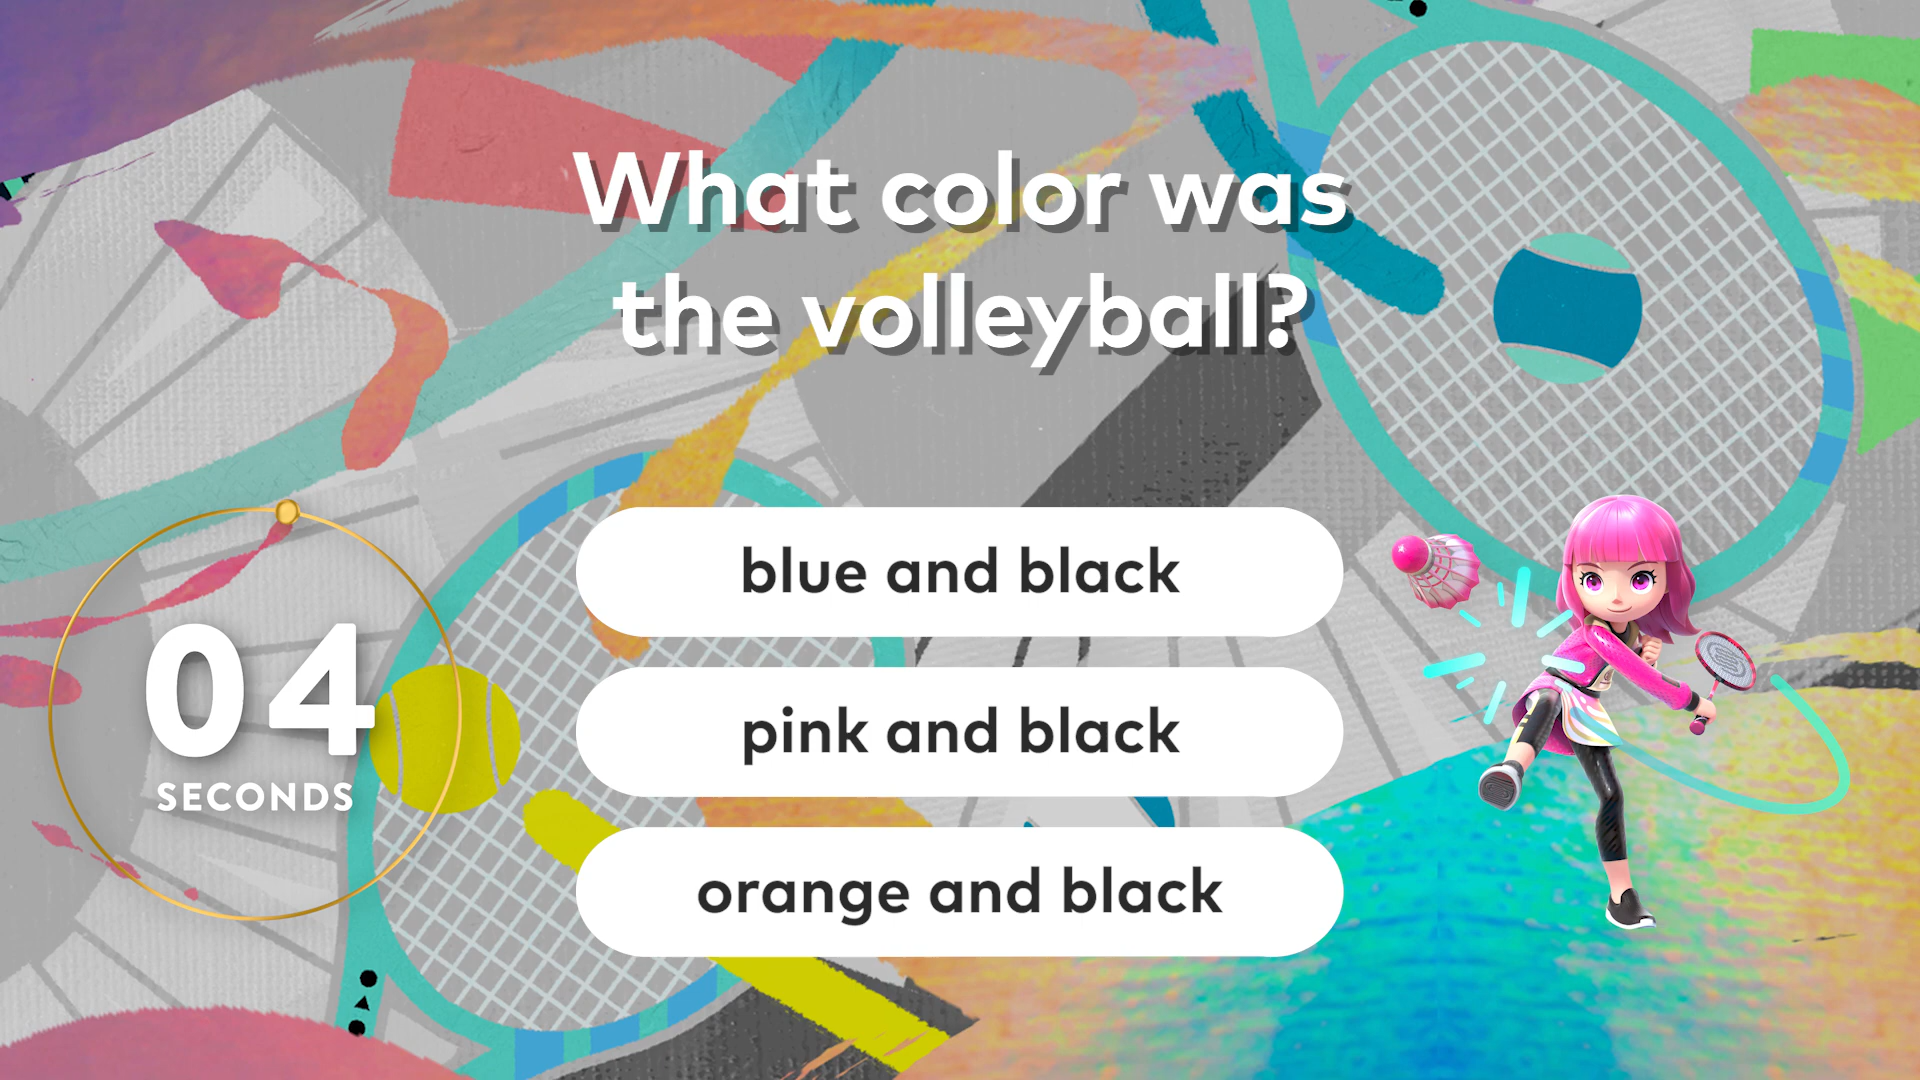 What color was
the volleyball?
blue and black
04
SECONDS
pink and black
orange and black